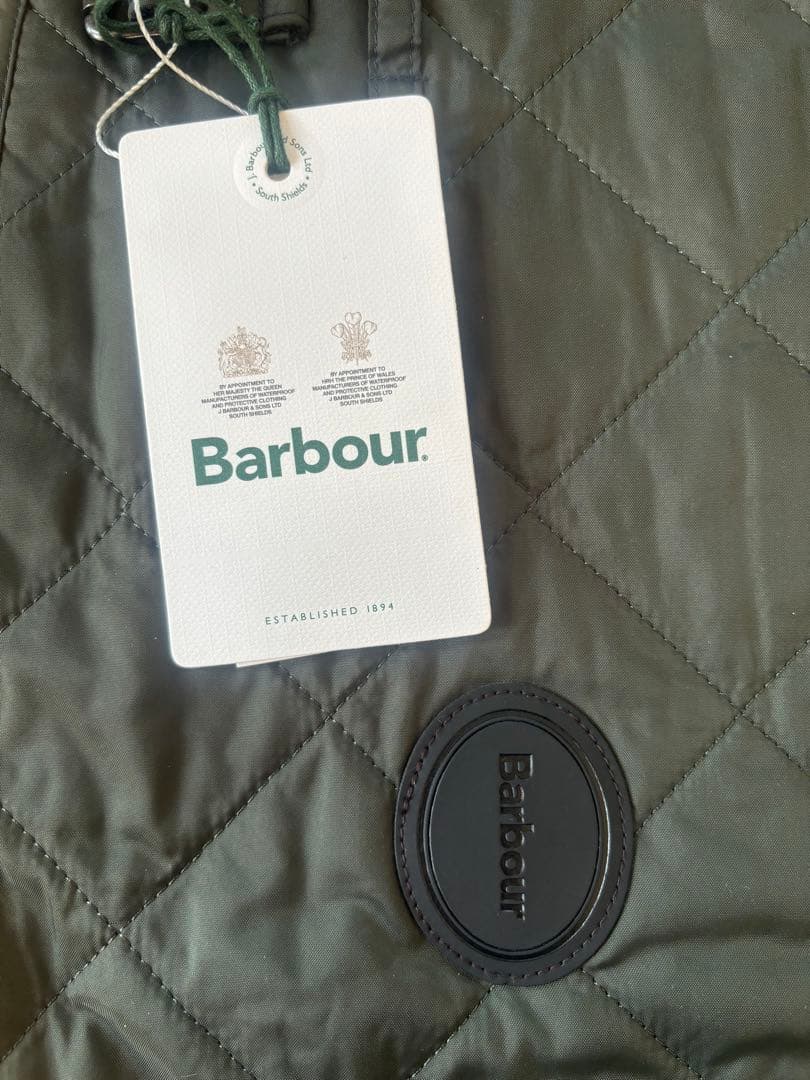 J. Barbour and Sons Ltd
• South Shields •
BY APPOINTMENT TO
HER MAJESTY THE QUEEN
MANUFACTURERS OF WATERPROOF
AND PROTECTIVE CLOTHING
J BARBOUR & SONS LTD
SOUTH SHIELDS
BY APPOINTMENT TO
HRH THE PRINCE OF WALES
MANUFACTURERS OF WATERPROOF
AND PROTECTIVE CLOTHING
J BARBOUR & SONS LTD
SOUTH SHIELDS
Barbour®
ESTABLISHED 1894
Barbour